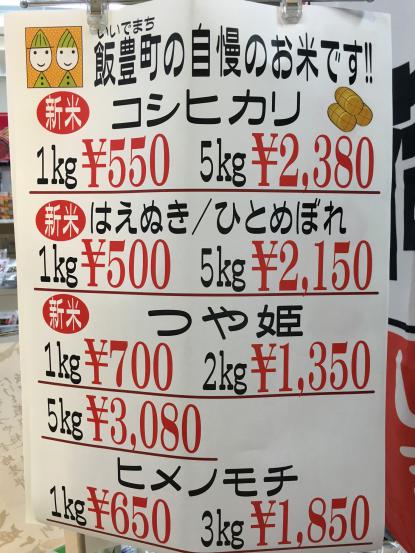 いいでまち
飯豊町の自慢のお米です!!
新米 コシヒカリ
1kg ¥550 5kg ¥2,380
新米 はえぬき/ひとめぼれ
1kg ¥500 5kg ¥2,150
新米 つや姫
1kg ¥700 2kg ¥1,350
5kg ¥3,080
ヒメノモチ
1kg ¥650 3kg ¥1,850